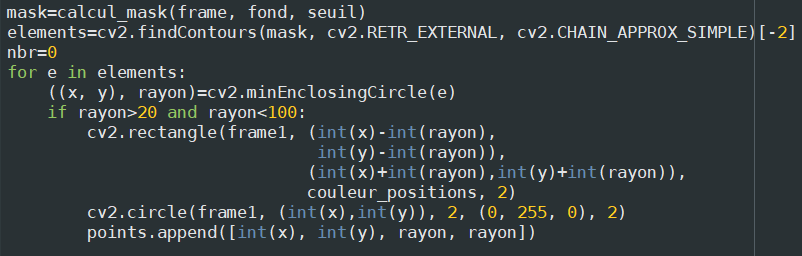 mask=calcul_mask(frame, fond, seuil)
elements=cv2.findContours(mask, cv2.RETR_EXTERNAL, cv2.CHAIN_APPROX_SIMPLE)[-2]
nbr=0
for e in elements:
    ((x, y), rayon)=cv2.minEnclosingCircle(e)
    if rayon>20 and rayon<100:
        cv2.rectangle(frame1, (int(x)-int(rayon),
                               int(y)-int(rayon)),
                              (int(x)+int(rayon),int(y)+int(rayon)),
                              couleur_positions, 2)
        cv2.circle(frame1, (int(x),int(y)), 2, (0, 255, 0), 2)
        points.append([int(x), int(y), rayon, rayon])